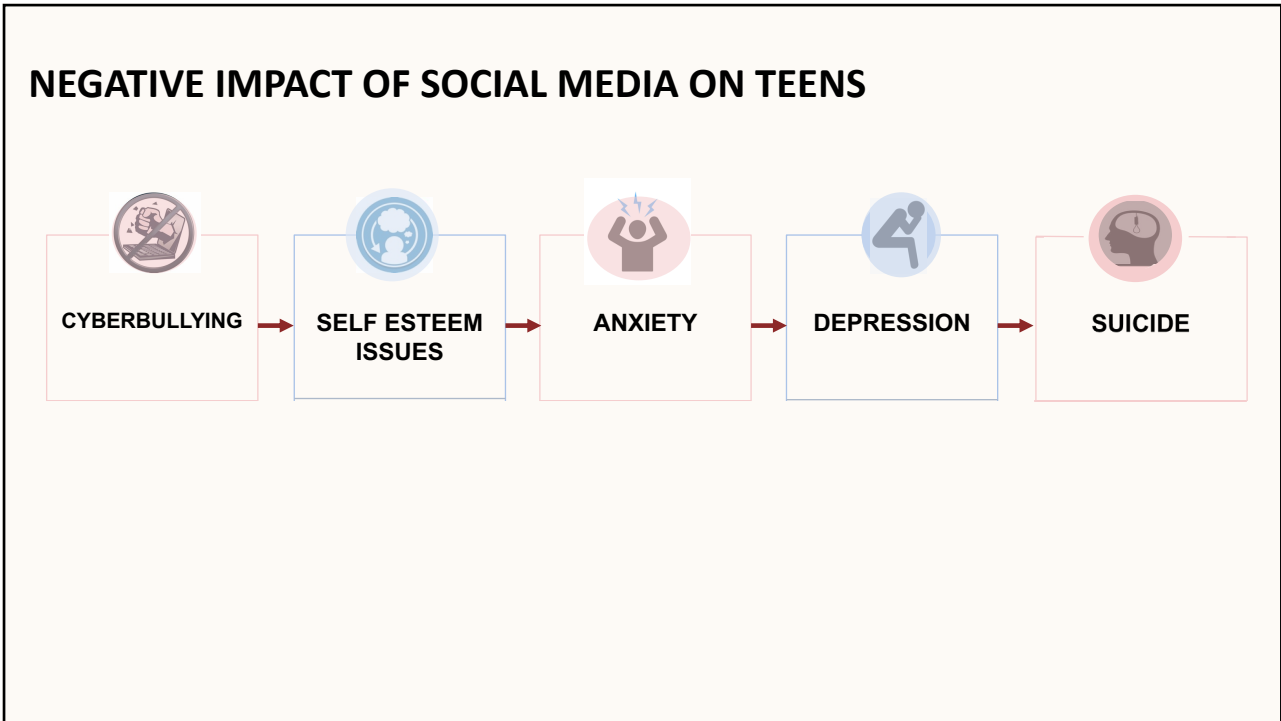 NEGATIVE IMPACT OF SOCIAL MEDIA ON TEENS
CYBERBULLYING
SELF ESTEEM
ISSUES
ANXIETY
DEPRESSION
SUICIDE